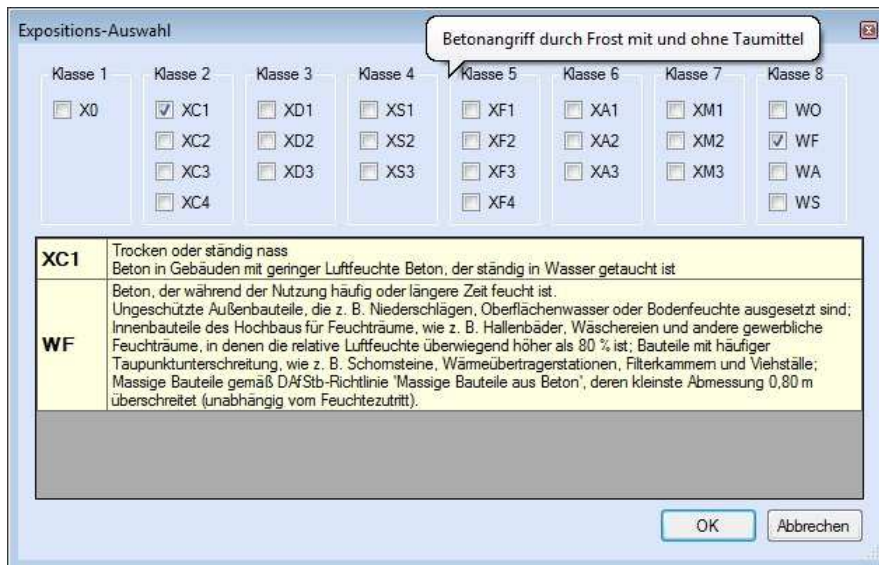 Expositions-Auswahl
Betonangriff durch Frost mit und ohne Taumittel
Klasse 1 Klasse 2 Klasse 3 Klasse 4 Klasse 5 Klasse 6 Klasse 7 Klasse 8
X0 XC1 XD1 XS1 XF1 XA1 XM1 WO
XC2 XD2 XS2 XF2 XA2 XM2 WF
XC3 XD3 XS3 XF3 XA3 XM3 WA
XC4 XF4 WS
XC1
Trocken oder ständig nass
Beton in Gebäuden mit geringer Luftfeuchte Beton, der ständig in Wasser getaucht ist
WF
Beton, der während der Nutzung häufig oder längere Zeit feucht ist.
Ungeschützte Außenbauteile, die z. B. Niederschlägen, Oberflächenwasser oder Bodenfeuchte ausgesetzt sind;
Innenbauteile des Hochbaus für Feuchträume, wie z. B. Hallenbäder, Wäschereien und andere gewerbliche
Feuchträume, in denen die relative Luftfeuchte überwiegend höher als 80 % ist; Bauteile mit häufiger
Taupunktunterschreitung, wie z. B. Schornsteine, Wärmeübertragerstationen, Filterkammern und Viehställe;
Massige Bauteile gemäß DAfStb-Richtlinie 'Massige Bauteile aus Beton', deren kleinste Abmessung 0,80 m
überschreitet (unabhängig vom Feuchtezutritt).
OK Abbrechen